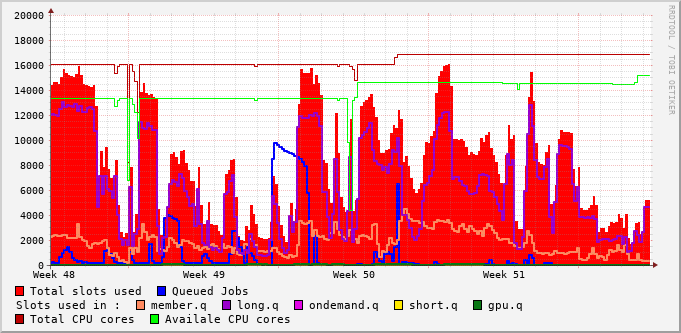 20000
18000
16000
14000
12000
10000
8000
6000
4000
2000
0
Week 48 Week 49 Week 50 Week 51
RRDTOOL / TOBI OETIKER
Total slots used Queued Jobs
Slots used in : member.q long.q ondemand.q short.q gpu.q
Total CPU cores Availale CPU cores